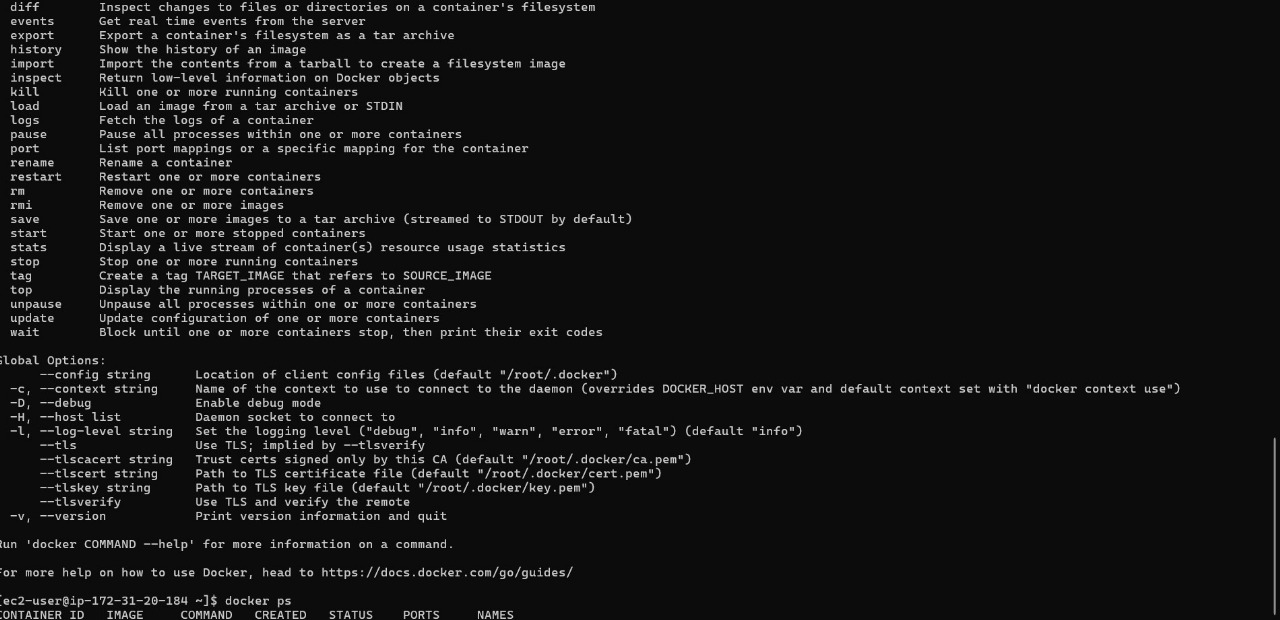 diff        Inspect changes to files or directories on a container's filesystem
events      Get real time events from the server
export      Export a container's filesystem as a tar archive
history     Show the history of an image
import      Import the contents from a tarball to create a filesystem image
inspect     Return low-level information on Docker objects
kill        Kill one or more running containers
load        Load an image from a tar archive or STDIN
logs        Fetch the logs of a container
pause       Pause all processes within one or more containers
port        List port mappings or a specific mapping for the container
rename      Rename a container
restart     Restart one or more containers
rm          Remove one or more containers
rmi         Remove one or more images
save        Save one or more images to a tar archive (streamed to STDOUT by default)
start       Start one or more stopped containers
stats       Display a live stream of container(s) resource usage statistics
stop        Stop one or more running containers
tag         Create a tag TARGET_IMAGE that refers to SOURCE_IMAGE
top         Display the running processes of a container
unpause     Unpause all processes within one or more containers
update      Update configuration of one or more containers
wait        Block until one or more containers stop, then print their exit codes

Global Options:
    --config string      Location of client config files (default "/root/.docker")
-c, --context string     Name of the context to use to connect to the daemon (overrides DOCKER_HOST env var and default context set with "docker context use")
-D, --debug              Enable debug mode
-H, --host list          Daemon socket to connect to
-l, --log-level string   Set the logging level ("debug", "info", "warn", "error", "fatal") (default "info")
    --tls                Use TLS; implied by --tlsverify
    --tlscacert string   Trust certs signed only by this CA (default "/root/.docker/ca.pem")
    --tlscert string     Path to TLS certificate file (default "/root/.docker/cert.pem")
    --tlskey string      Path to TLS key file (default "/root/.docker/key.pem")
    --tlsverify          Use TLS and verify the remote
-v, --version            Print version information and quit

Run 'docker COMMAND --help' for more information on a command.

For more help on how to use Docker, head to https://docs.docker.com/go/guides/

[ec2-user@ip-172-31-20-184 ~]$ docker ps
CONTAINER ID   IMAGE     COMMAND   CREATED   STATUS    PORTS     NAMES